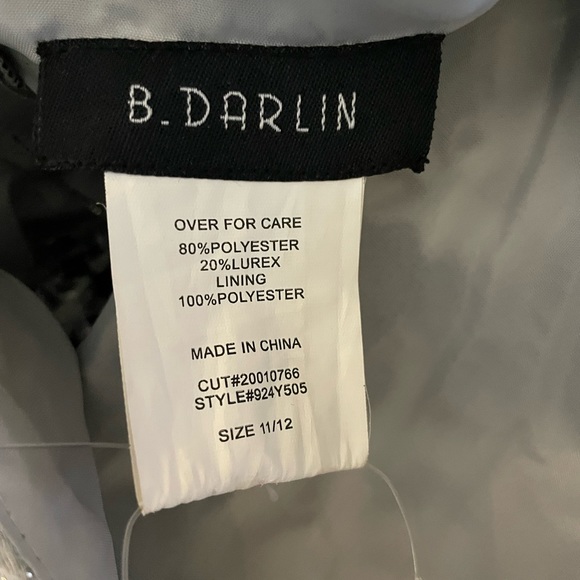 B.DARLIN
OVER FOR CARE
80%POLYESTER
20%LUREX
LINING
100%POLYESTER
MADE IN CHINA
CUT#20010766
STYLE#924Y505
SIZE 11/12